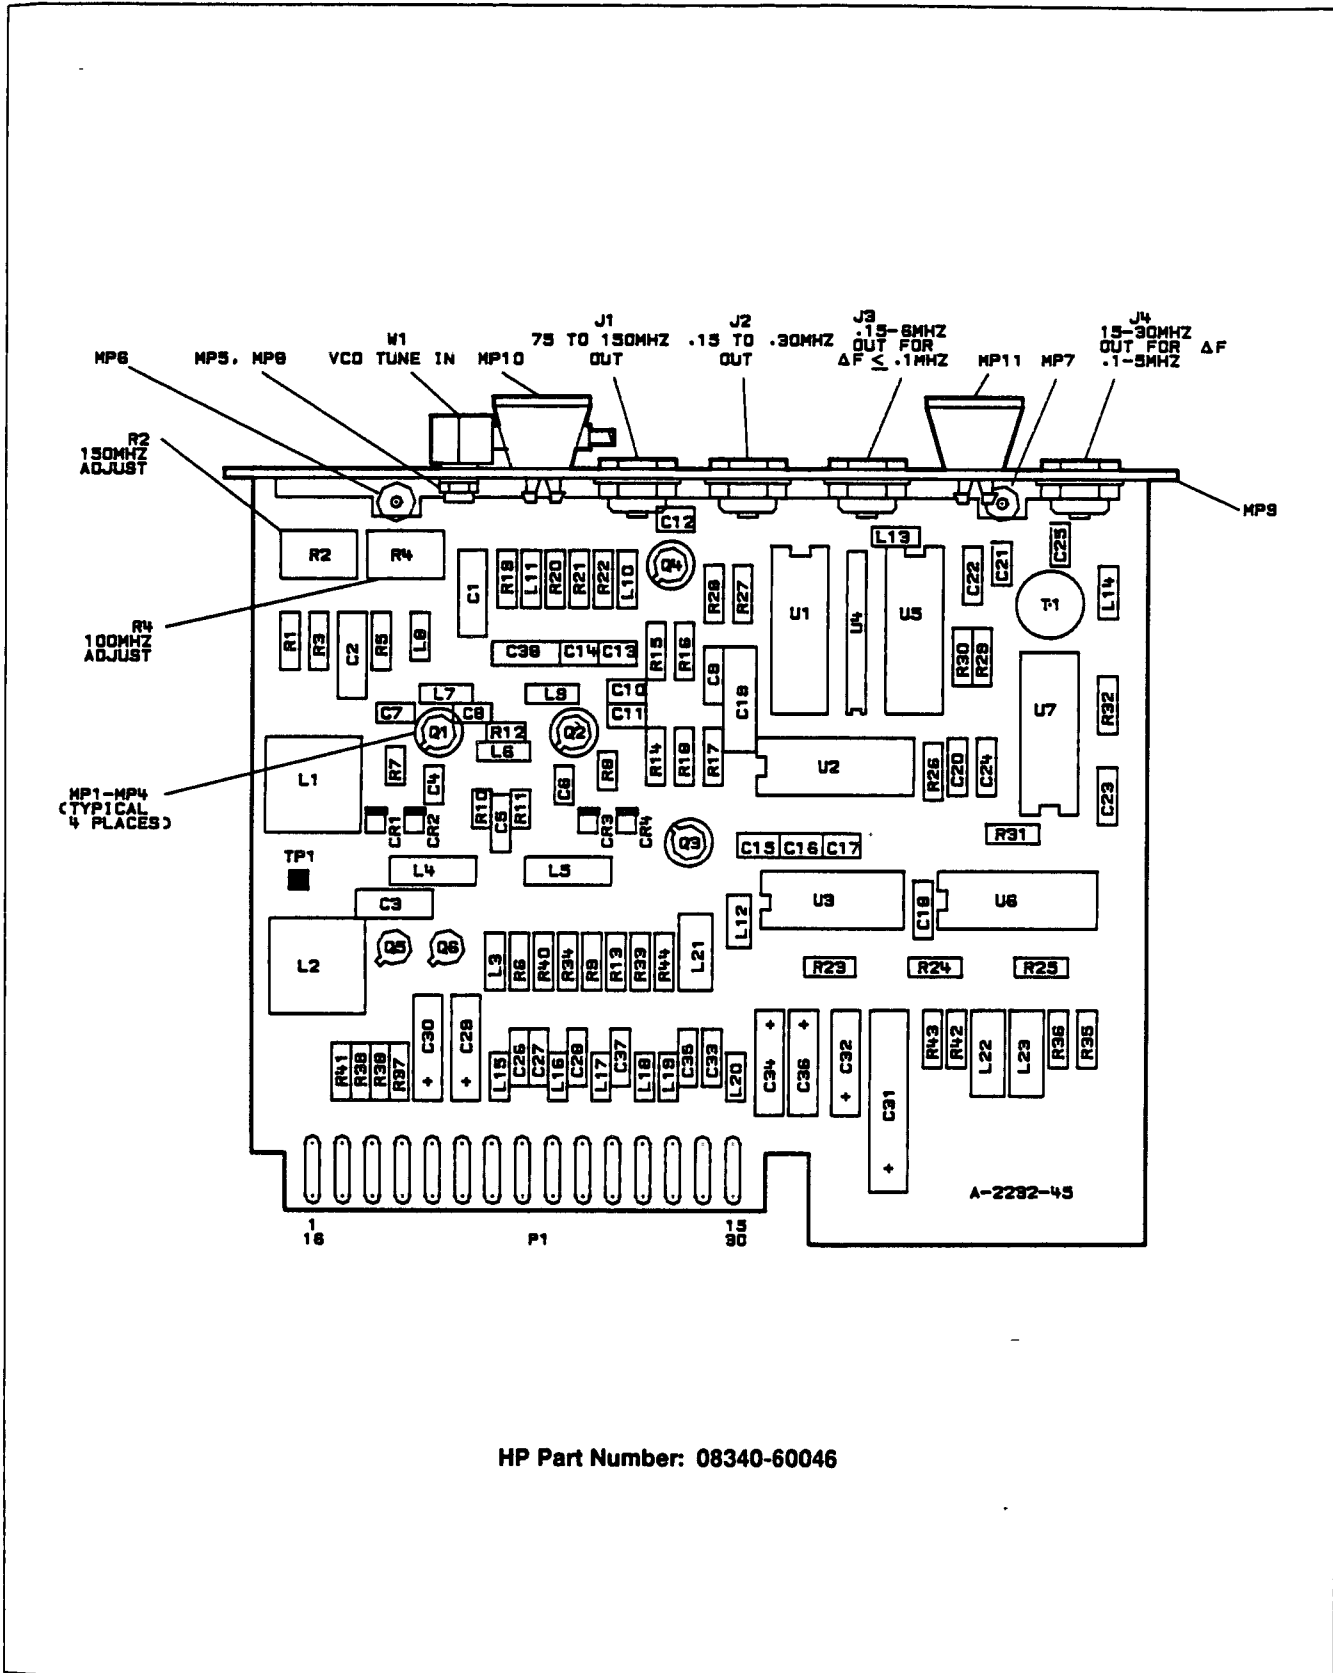 J1
75 TO 150MHZ
OUT
J2
.15 TO .30MHZ
OUT
J3
.15-6MHZ
OUT FOR
ΔF ≤ .1MHZ
J4
15-30MHZ
OUT FOR ΔF
.1-5MHZ
W1
VCO TUNE IN
MP6
MP5, MP8
MP10
MP11
MP7
R2
150MHZ
ADJUST
MP9
C12
L13
C25
R2
R4
Q4
C22
C21
C1
R19
L11
R20
R21
R22
L10
R28
R27
U1
U4
U5
T1
L14
R4
100MHZ
ADJUST
R1
R3
C2
R5
L8
C38
C14
C13
R15
R16
R30
R29
L7
L9
C10
C9
C18
U7
R32
C7
C8
C11
Q1
R12
Q2
L6
L1
R7
C4
C6
R8
R14
R18
R17
U2
R26
C20
C24
C23
MP1-MP4
(TYPICAL
4 PLACES)
CR1
CR2
R10
C5
R11
CR3
CR4
Q3
R31
C15
C16
C17
TP1
L4
L5
C3
U3
C19
U6
L12
L2
Q5
Q6
L3
R6
R40
R34
R9
R13
R33
R44
L21
R23
R24
R25
R41
R38
R39
R37
C30
+
C29
+
L15
C26
C27
L16
C28
L17
C37
L18
L19
C35
C33
L20
+
C34
+
C36
C32
+
C31
+
R43
R42
L22
L23
R36
R35
A-2292-45
1
16
P1
15
30
HP Part Number: 08340-60046